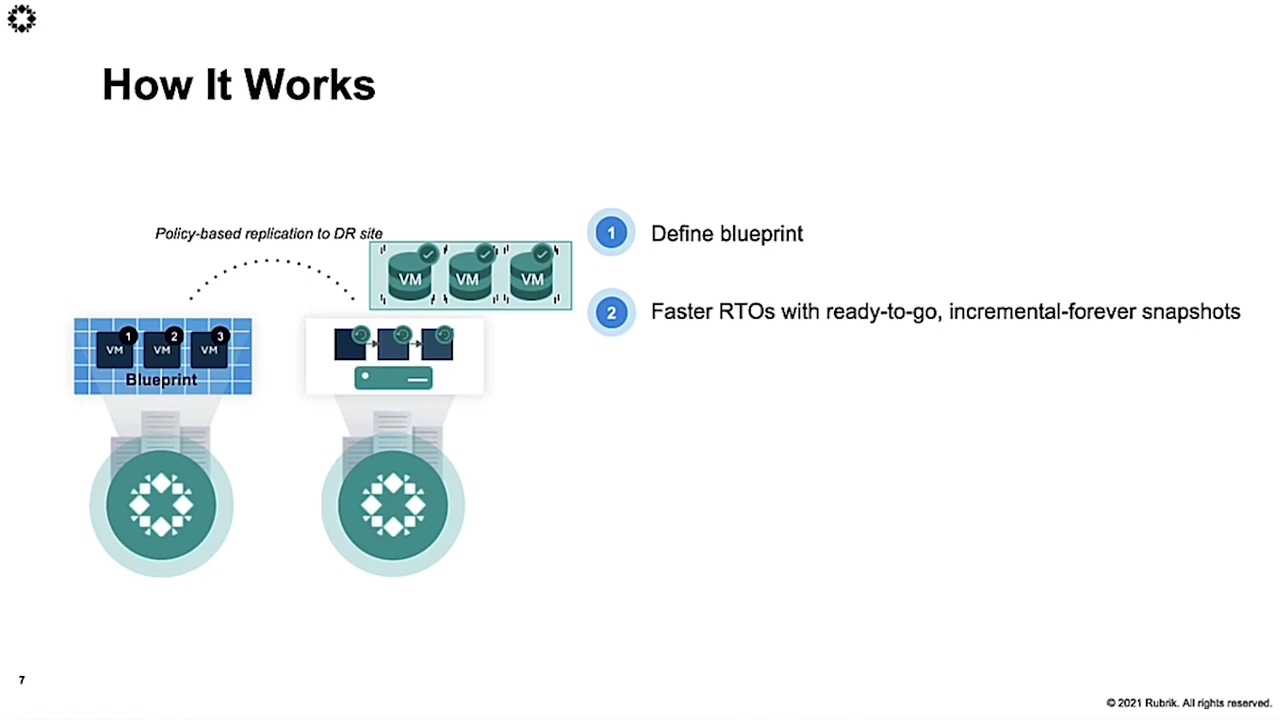 How It Works
Policy-based replication to DR site
VM VM VM
1 Define blueprint
2 Faster RTOs with ready-to-go, incremental-forever snapshots
1 2 3
VM VM VM
Blueprint
7
© 2021 Rubrik. All rights reserved.